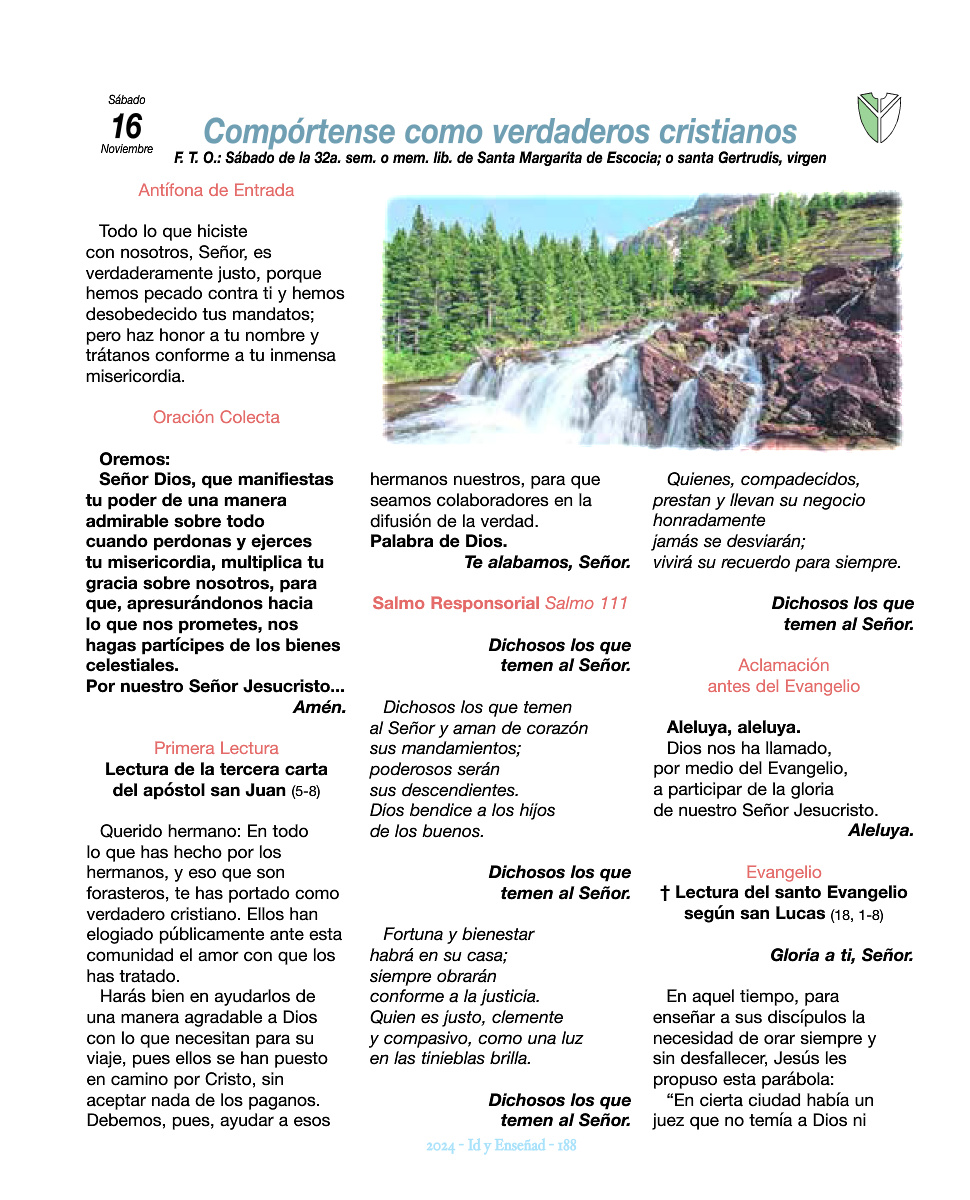 Sábado
16
Noviembre
Compórtense como verdaderos cristianos
F. T. O.: Sábado de la 32a. sem. o mem. lib. de Santa Margarita de Escocia; o santa Gertrudis, virgen
Antífona de Entrada
Todo lo que hiciste
con nosotros, Señor, es
verdaderamente justo, porque
hemos pecado contra ti y hemos
desobedecido tus mandatos;
pero haz honor a tu nombre y
trátanos conforme a tu inmensa
misericordia.
Oración Colecta
Oremos:
Señor Dios, que manifiestas
tu poder de una manera
admirable sobre todo
cuando perdonas y ejerces
tu misericordia, multiplica tu
gracia sobre nosotros, para
que, apresurándonos hacia
lo que nos prometes, nos
hagas partícipes de los bienes
celestiales.
Por nuestro Señor Jesucristo...
Amén.
Primera Lectura
Lectura de la tercera carta
del apóstol san Juan (5-8)
Querido hermano: En todo
lo que has hecho por los
hermanos, y eso que son
forasteros, te has portado como
verdadero cristiano. Ellos han
elogiado públicamente ante esta
comunidad el amor con que los
has tratado.
Harás bien en ayudarlos de
una manera agradable a Dios
con lo que necesitan para su
viaje, pues ellos se han puesto
en camino por Cristo, sin
aceptar nada de los paganos.
Debemos, pues, ayudar a esos
hermanos nuestros, para que
seamos colaboradores en la
difusión de la verdad.
Palabra de Dios.
Te alabamos, Señor.
Salmo Responsorial Salmo 111
Dichosos los que
temen al Señor.
Dichosos los que temen
al Señor y aman de corazón
sus mandamientos;
poderosos serán
sus descendientes.
Dios bendice a los hijos
de los buenos.
Dichosos los que
temen al Señor.
Fortuna y bienestar
habrá en su casa;
siempre obrarán
conforme a la justicia.
Quien es justo, clemente
y compasivo, como una luz
en las tinieblas brilla.
Dichosos los que
temen al Señor.
Quienes, compadecidos,
prestan y llevan su negocio
honradamente
jamás se desviarán;
vivirá su recuerdo para siempre.
Dichosos los que
temen al Señor.
Aclamación
antes del Evangelio
Aleluya, aleluya.
Dios nos ha llamado,
por medio del Evangelio,
a participar de la gloria
de nuestro Señor Jesucristo.
Aleluya.
Evangelio
† Lectura del santo Evangelio
según san Lucas (18, 1-8)
Gloria a ti, Señor.
En aquel tiempo, para
enseñar a sus discípulos la
necesidad de orar siempre y
sin desfallecer, Jesús les
propuso esta parábola:
“En cierta ciudad había un
juez que no temía a Dios ni
2024 - Id y Enseñad - 188